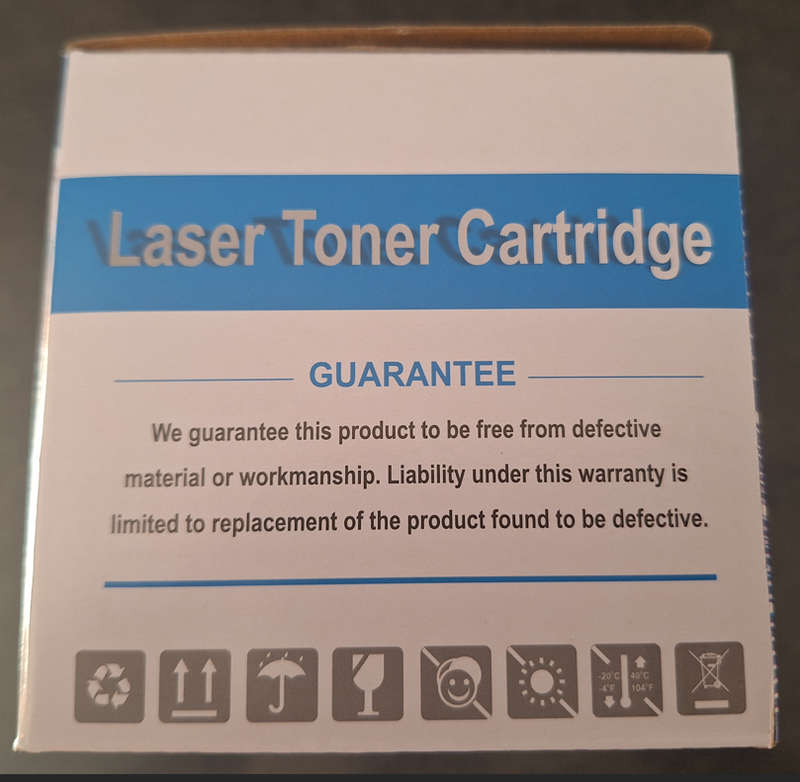 Laser Toner Cartridge
GUARANTEE
We guarantee this product to be free from defective
material or workmanship. Liability under this warranty is
limited to replacement of the product found to be defective.
-20°C 40°C
-4°F 104°F